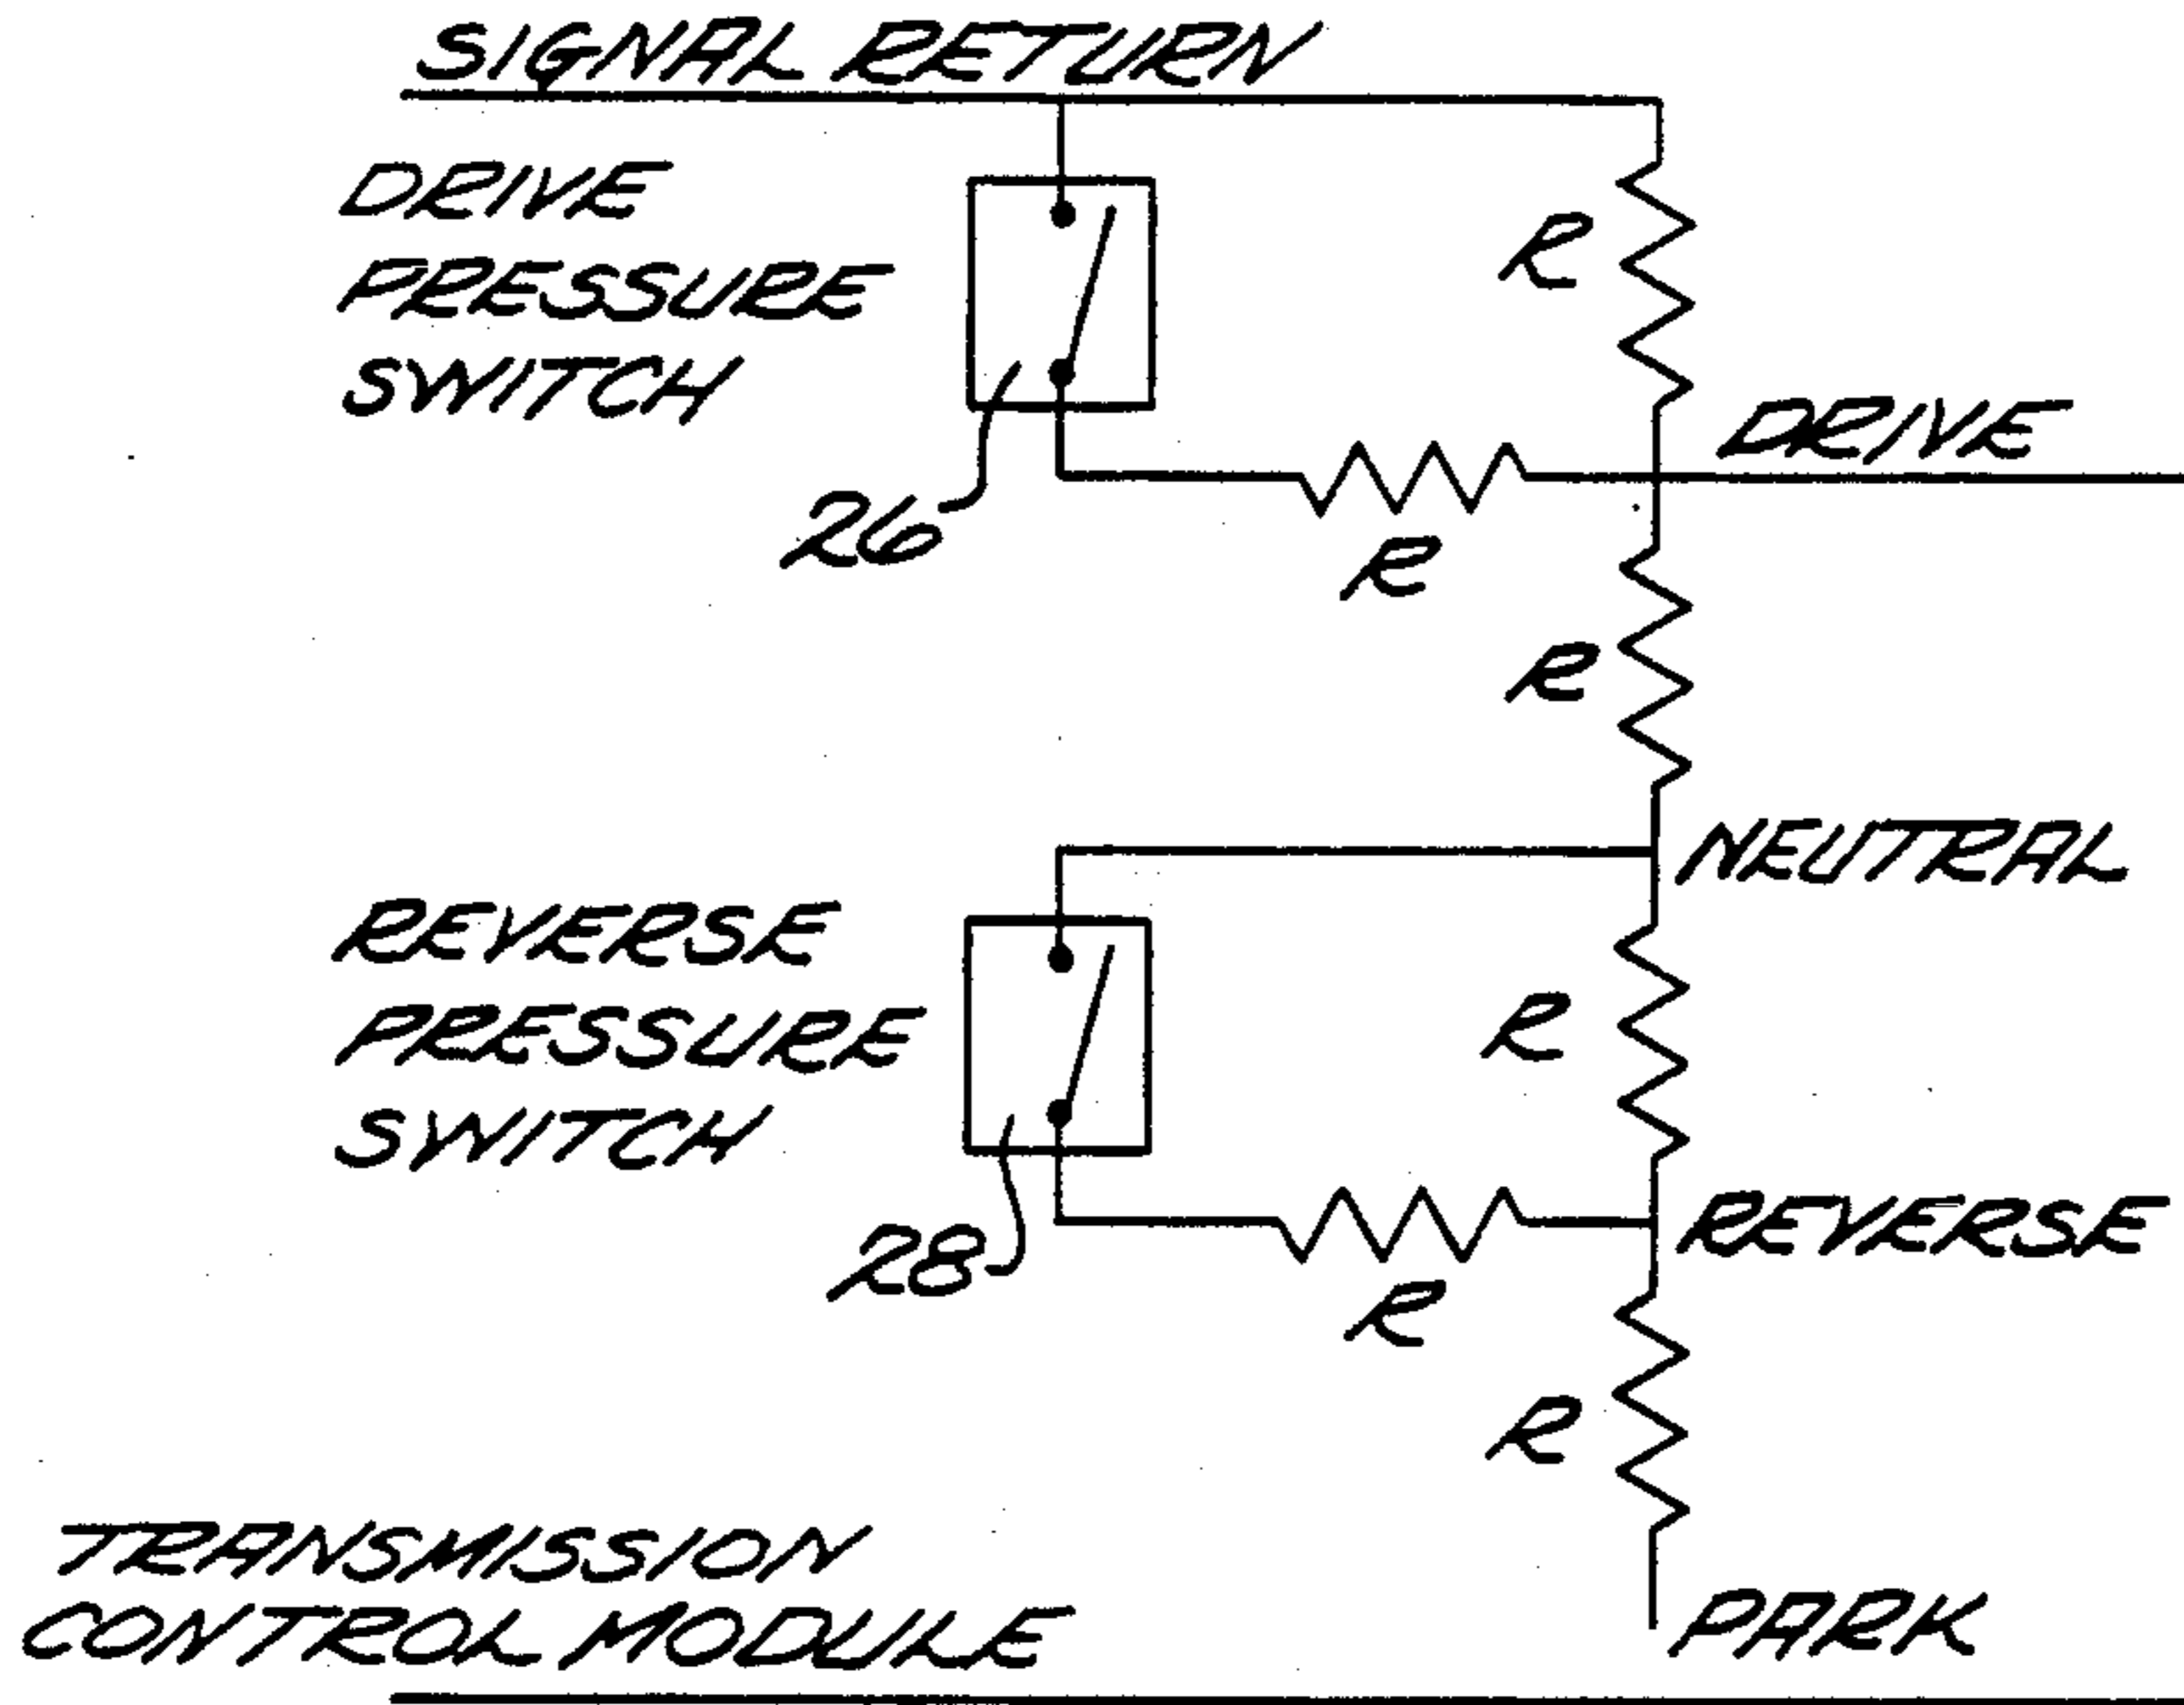 SIGNAL RETURN
DRIVE
PRESSURE
SWITCH
R
DRIVE
26
R
R
NEUTRAL
REVERSE
PRESSURE
SWITCH
R
REVERSE
28
R
R
TRANSMISSION
CONTROL MODULE
PARK